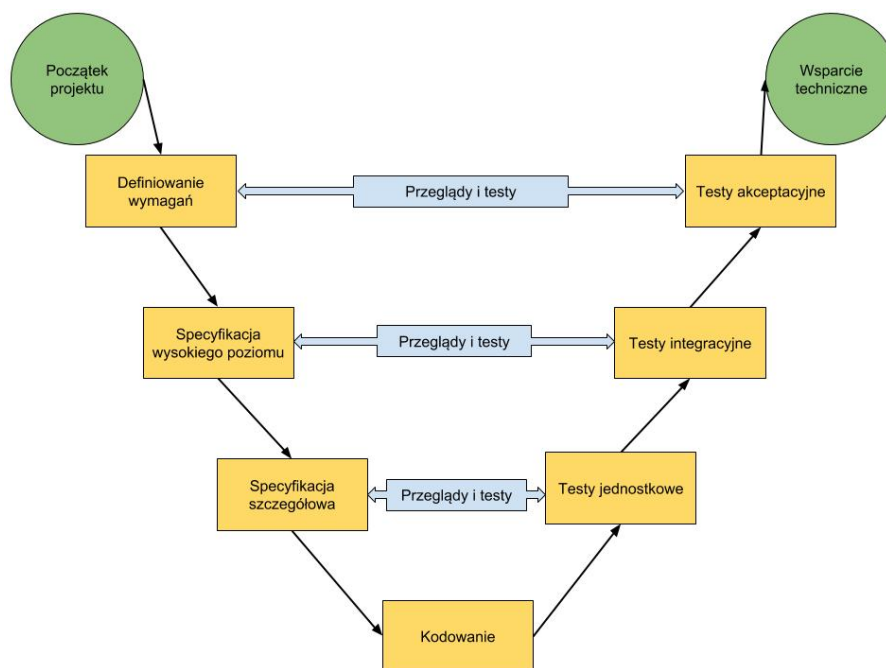 Początek
projektu
Wsparcie
techniczne
Definiowanie
wymagań
Przeglądy i testy
Testy akceptacyjne
Specyfikacja
wysokiego poziomu
Przeglądy i testy
Testy integracyjne
Specyfikacja
szczegółowa
Przeglądy i testy
Testy jednostkowe
Kodowanie